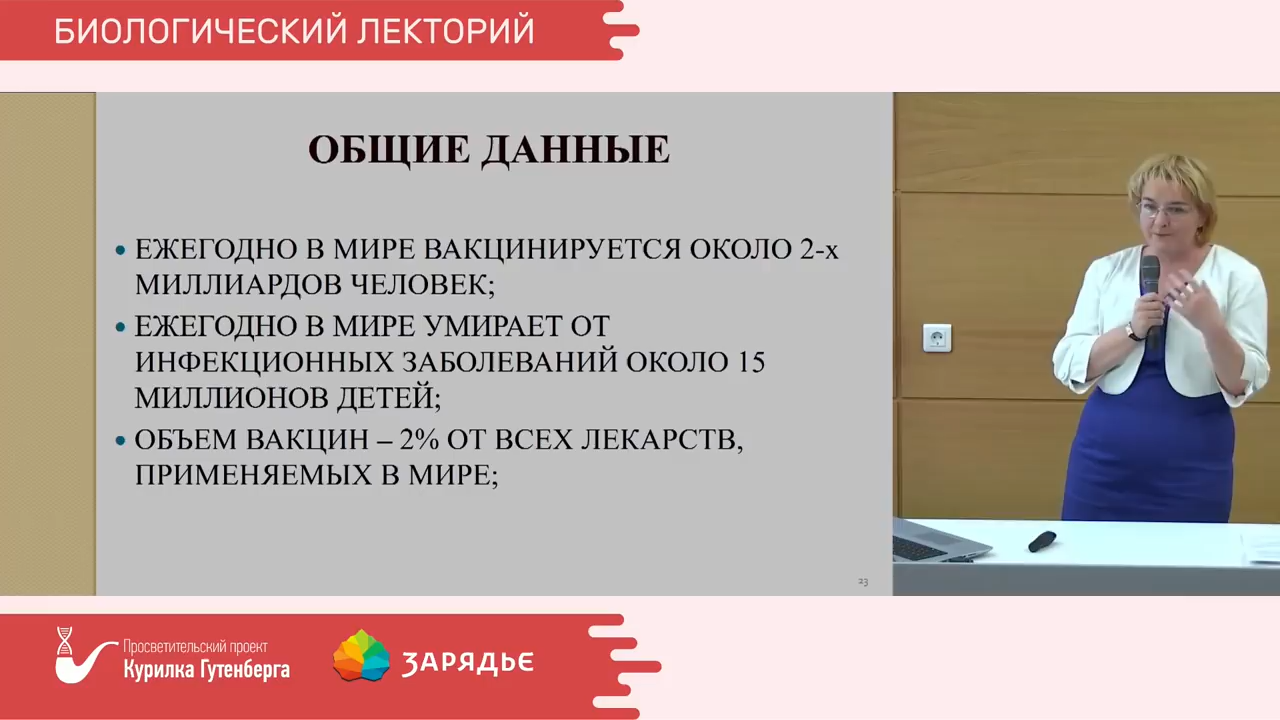 БИОЛОГИЧЕСКИЙ ЛЕКТОРИЙ
ОБЩИЕ ДАННЫЕ
• ЕЖЕГОДНО В МИРЕ ВАКЦИНИРУЕТСЯ ОКОЛО 2-х
МИЛЛИАРДОВ ЧЕЛОВЕК;
• ЕЖЕГОДНО В МИРЕ УМИРАЕТ ОТ
ИНФЕКЦИОННЫХ ЗАБОЛЕВАНИЙ ОКОЛО 15
МИЛЛИОНОВ ДЕТЕЙ;
• ОБЪЕМ ВАКЦИН – 2% ОТ ВСЕХ ЛЕКАРСТВ,
ПРИМЕНЯЕМЫХ В МИРЕ;
23
Просветительский проект
Курилка Гутенберга
ЗАРЯДЬЕ